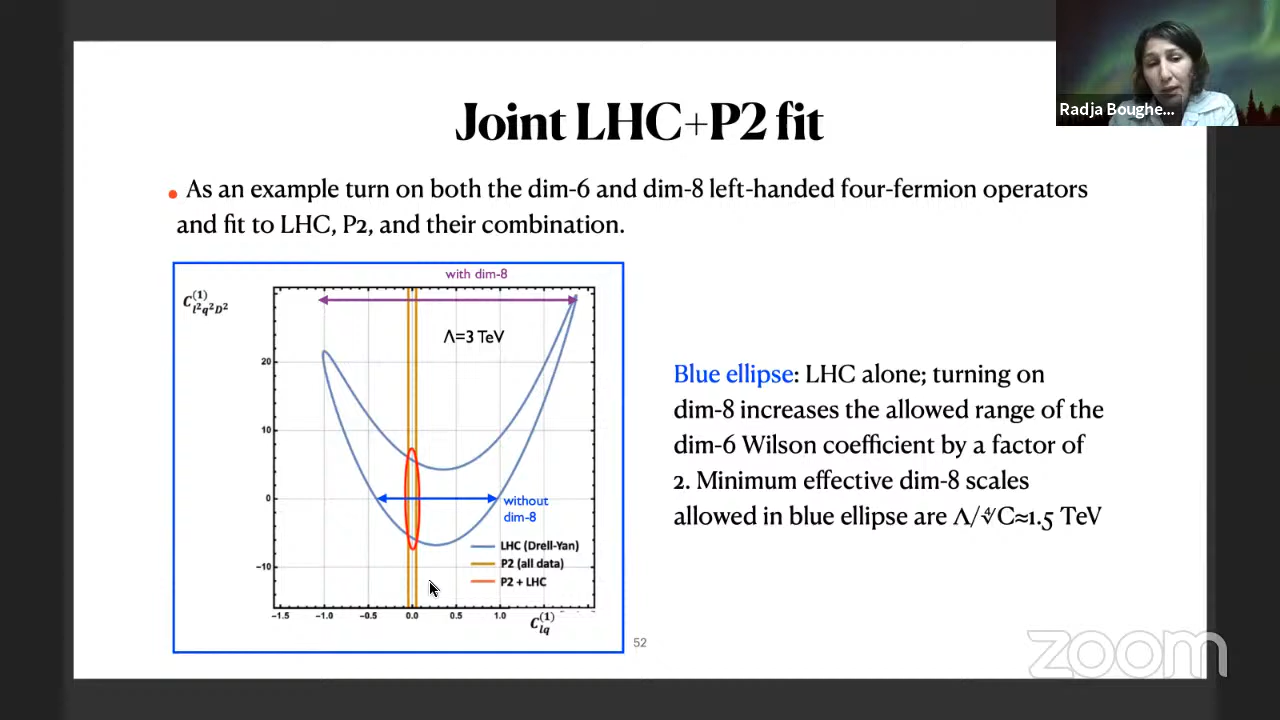 Radja Boughe...
Joint LHC+P2 fit
• As an example turn on both the dim-6 and dim-8 left-handed four-fermion operators
and fit to LHC, P2, and their combination.
with dim-8
C^{(1)}_{l^2q^2D^2}
Λ=3 TeV
20
10
0
−10
without
dim-8
LHC (Drell-Yan)
P2 (all data)
P2 + LHC
−1.5 −1.0 −0.5 0.0 0.5 1.0
C^{(1)}_{lq}
Blue ellipse: LHC alone; turning on
dim-8 increases the allowed range of the
dim-6 Wilson coefficient by a factor of
2. Minimum effective dim-8 scales
allowed in blue ellipse are Λ/∜C≈1.5 TeV
52
zoom